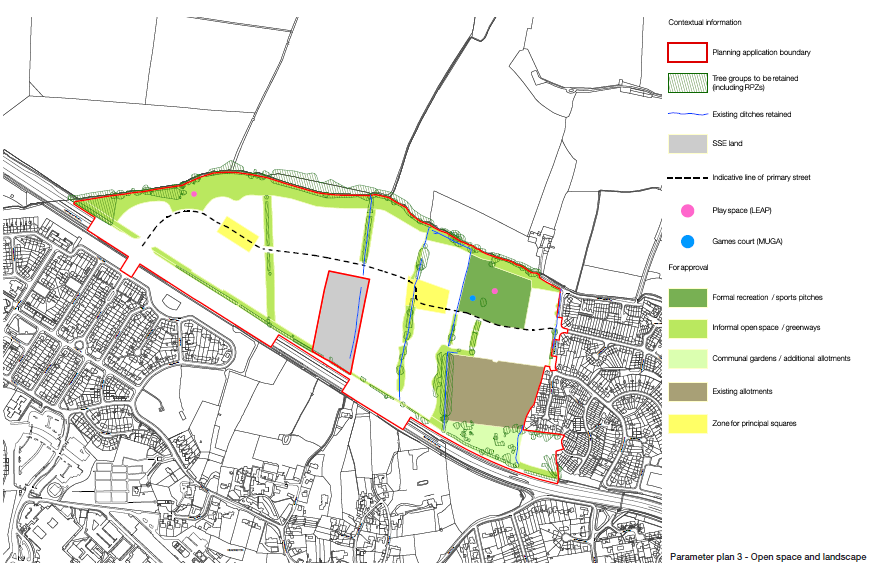 Contextual information
Planning application boundary
Tree groups to be retained
(including RPZs)
Existing ditches retained
SSE land
Indicative line of primary street
Play space (LEAP)
Games court (MUGA)
For approval
Formal recreation / sports pitches
Informal open space / greenways
Communal gardens / additional allotments
Existing allotments
Zone for principal squares
Parameter plan 3 - Open space and landscape